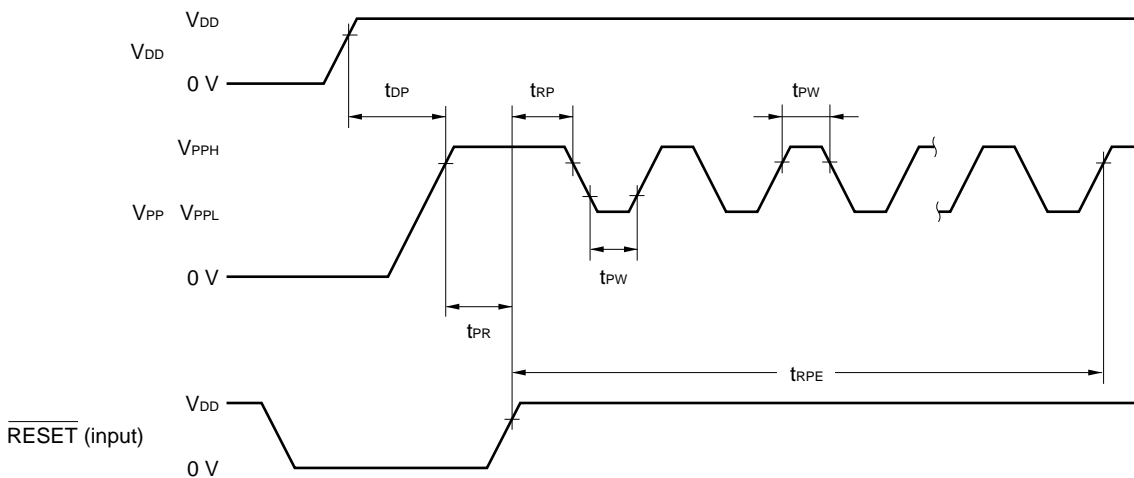 VDD
VDD
0 V
tDP
tRP
tPW
VPPH
VPP VPPL
tPW
0 V
tPR
tRPE
VDD
RESET (input)
0 V